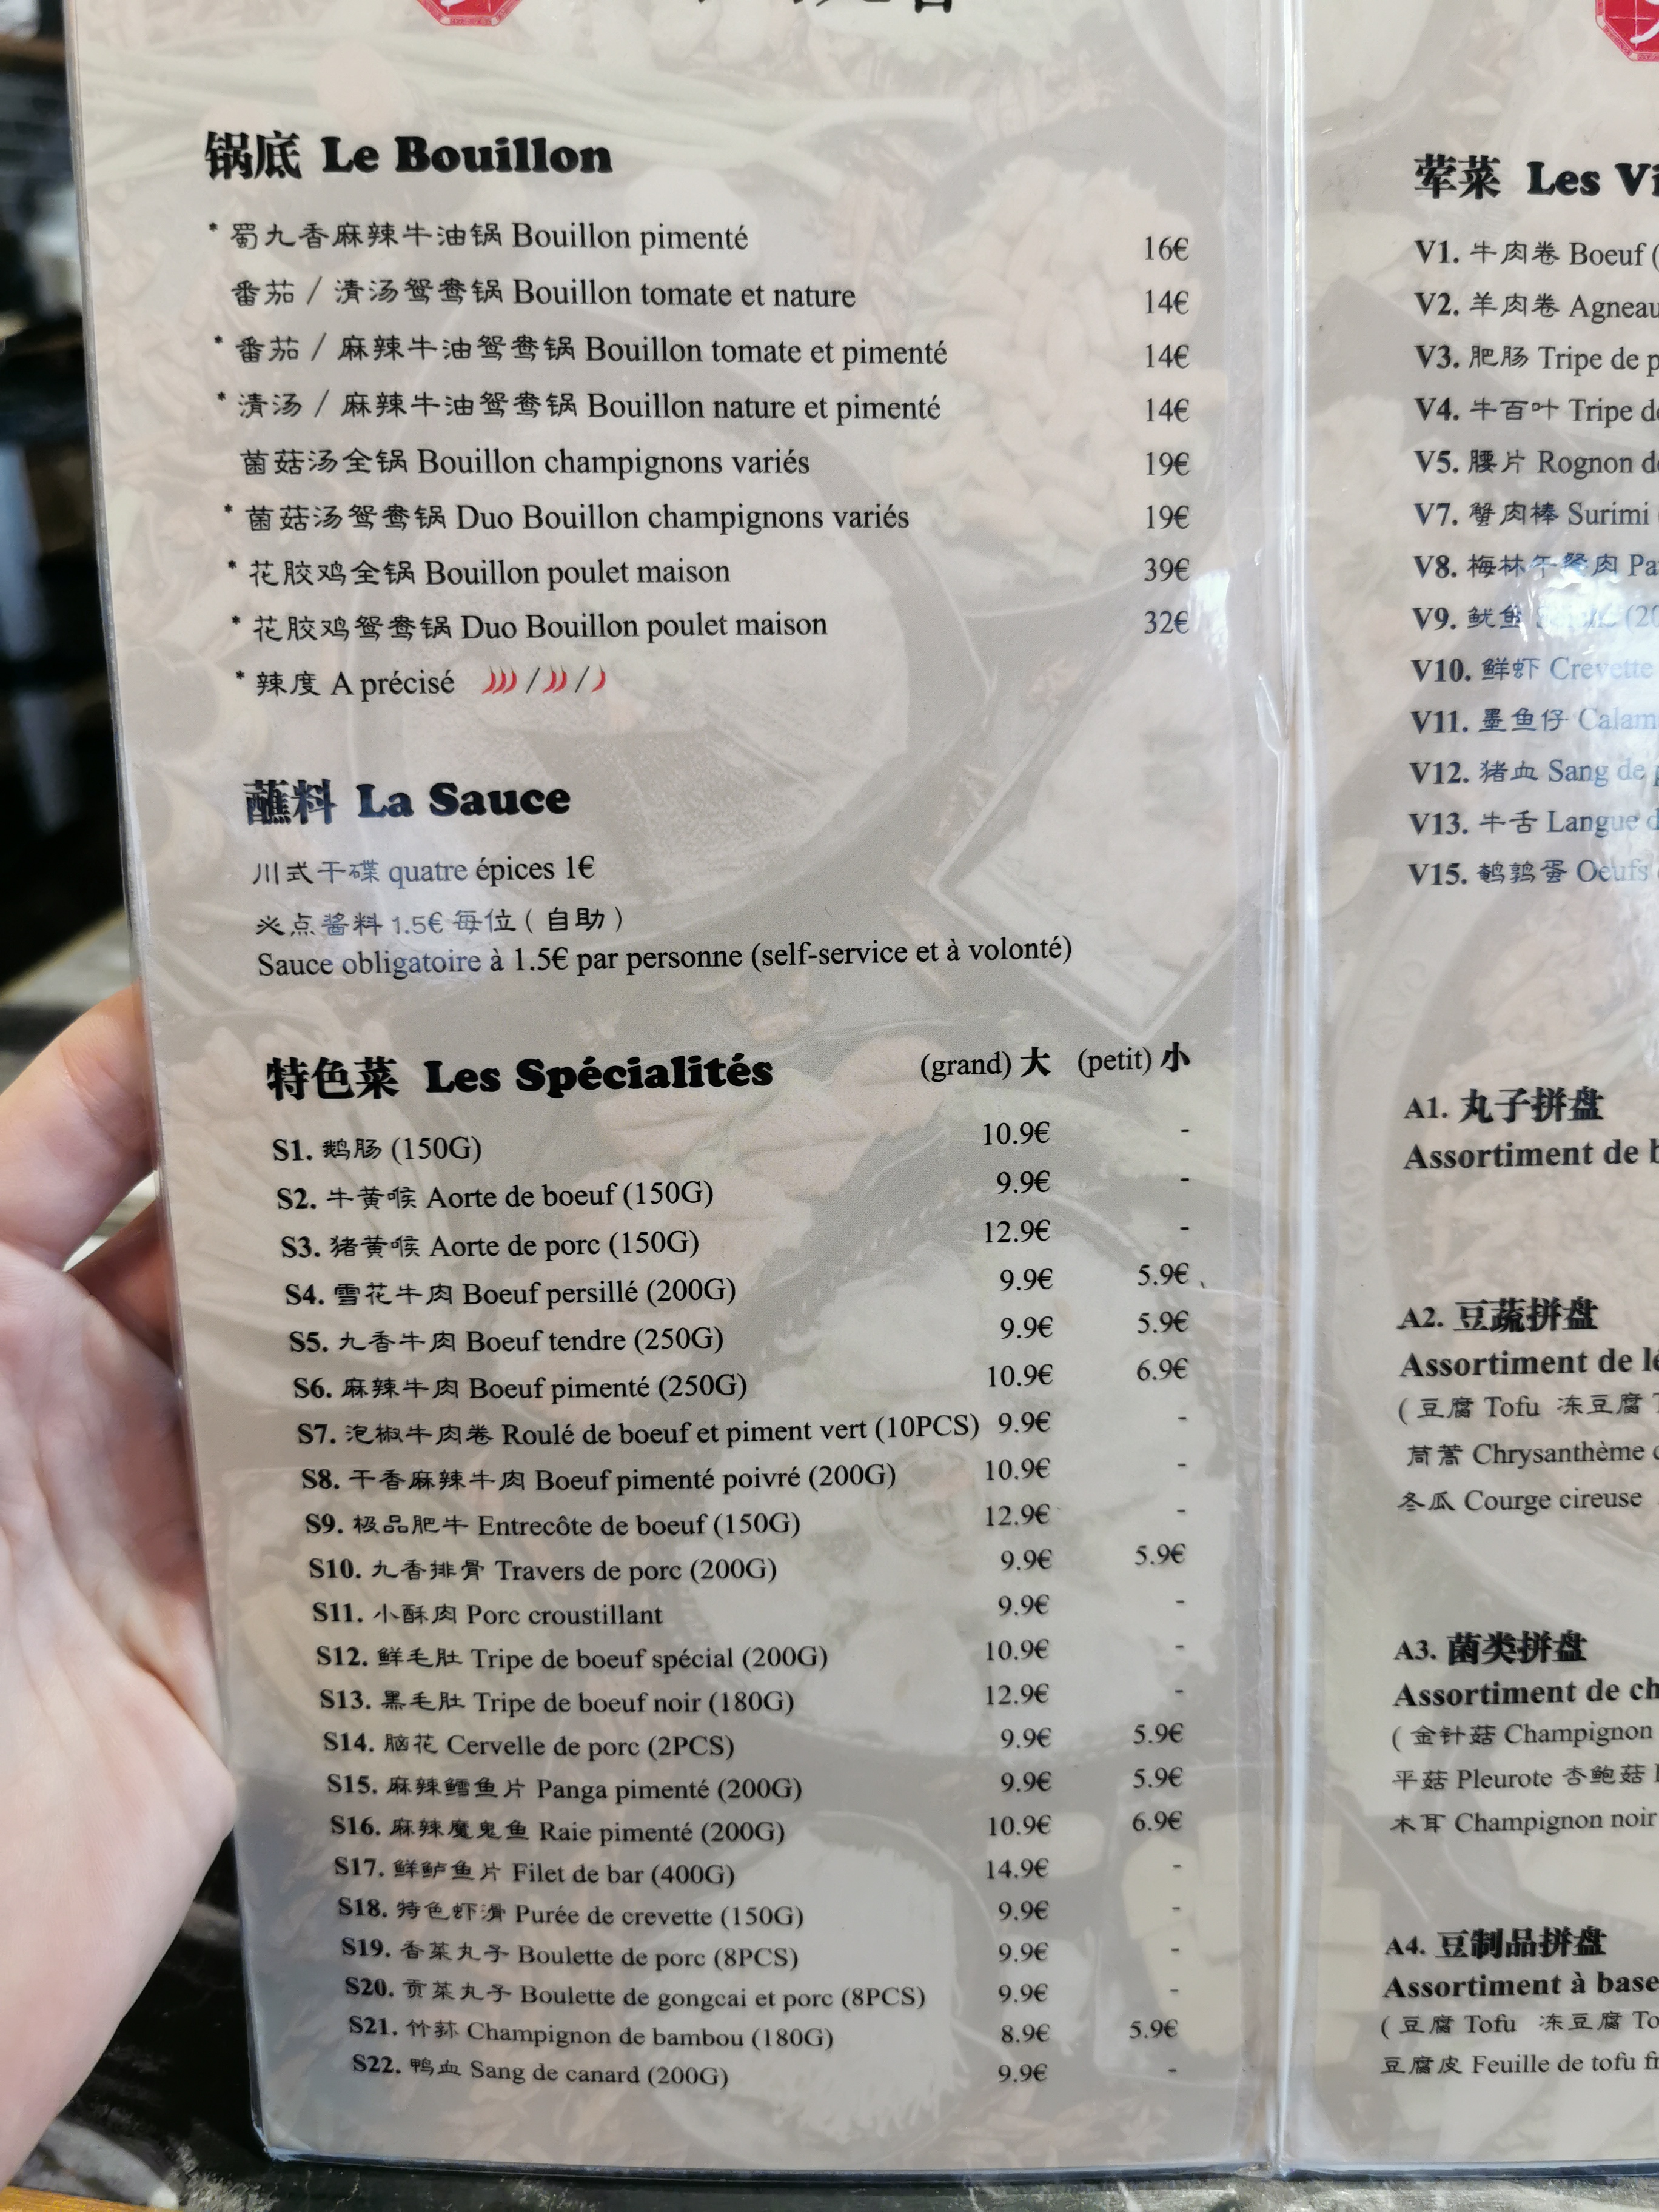 锅底 Le Bouillon
* 蜀九香麻辣牛油锅 Bouillon pimenté 16€
番茄 / 清汤鸳鸯锅 Bouillon tomate et nature 14€
* 番茄 / 麻辣牛油鸳鸯锅 Bouillon tomate et pimenté 14€
* 清汤 / 麻辣牛油鸳鸯锅 Bouillon nature et pimenté 14€
菌菇汤全锅 Bouillon champignons variés 19€
* 菌菇汤鸳鸯锅 Duo Bouillon champignons variés 19€
* 花胶鸡全锅 Bouillon poulet maison 39€
* 花胶鸡鸳鸯锅 Duo Bouillon poulet maison 32€
* 辣度 A précisé / /
蘸料 La Sauce
川式干碟 quatre épices 1€
必点酱料 1.5€ 每位 ( 自助 )
Sauce obligatoire à 1.5€ par personne (self-service et à volonté)
特色菜 Les Spécialités (grand) 大 (petit) 小
S1. 鹅肠 (150G) 10.9€ -
S2. 牛黄喉 Aorte de boeuf (150G) 9.9€ -
S3. 猪黄喉 Aorte de porc (150G) 12.9€ -
S4. 雪花牛肉 Boeuf persillé (200G) 9.9€ 5.9€
S5. 九香牛肉 Boeuf tendre (250G) 9.9€ 5.9€
S6. 麻辣牛肉 Boeuf pimenté (250G) 10.9€ 6.9€
S7. 泡椒牛肉卷 Roulé de boeuf et piment vert (10PCS) 9.9€ -
S8. 干香麻辣牛肉 Boeuf pimenté poivré (200G) 10.9€ -
S9. 极品肥牛 Entrecôte de boeuf (150G) 12.9€ -
S10. 九香排骨 Travers de porc (200G) 9.9€ 5.9€
S11. 小酥肉 Porc croustillant 9.9€ -
S12. 鲜毛肚 Tripe de boeuf spécial (200G) 10.9€ -
S13. 黑毛肚 Tripe de boeuf noir (180G) 12.9€ -
S14. 脑花 Cervelle de porc (2PCS) 9.9€ 5.9€
S15. 麻辣鳕鱼片 Panga pimenté (200G) 9.9€ 5.9€
S16. 麻辣魔鬼鱼 Raie pimenté (200G) 10.9€ 6.9€
S17. 鲜鲈鱼片 Filet de bar (400G) 14.9€ -
S18. 特色虾滑 Purée de crevette (150G) 9.9€ -
S19. 香菜丸子 Boulette de porc (8PCS) 9.9€ -
S20. 贡菜丸子 Boulette de gongcai et porc (8PCS) 9.9€ -
S21. 竹荪 Champignon de bambou (180G) 8.9€ 5.9€
S22. 鸭血 Sang de canard (200G) 9.9€ -
荤菜 Les Vi
V1. 牛肉卷 Boeuf (
V2. 羊肉卷 Agneau
V3. 肥肠 Tripe de p
V4. 牛百叶 Tripe de
V5. 腰片 Rognon de
V7. 蟹肉棒 Surimi
V8. 梅林午餐肉 Pa
V9. 鱿鱼 (20
V10. 鲜虾 Crevette
V11. 墨鱼仔 Calam
V12. 猪血 Sang de p
V13. 牛舌 Langue d
V15. 鹌鹑蛋 Oeufs
A1. 丸子拼盘
Assortiment de b
A2. 豆蔬拼盘
Assortiment de lé
( 豆腐 Tofu 冻豆腐 T
茼蒿 Chrysanthème c
冬瓜 Courge cireuse
A3. 菌类拼盘
Assortiment de ch
( 金针菇 Champignon
平菇 Pleurote 杏鲍菇
木耳 Champignon noir
A4. 豆制品拼盘
Assortiment à base
( 豆腐 Tofu 冻豆腐 To
豆腐皮 Feuille de tofu fr